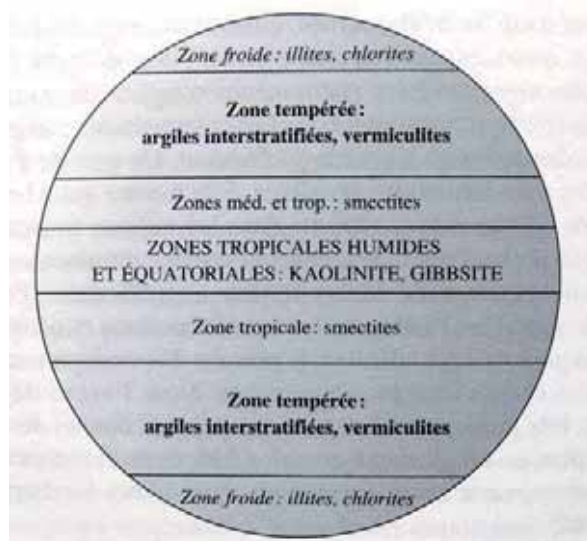 Zone froide : illites, chlorites
Zone tempérée :
argiles interstratifiées, vermiculites
Zones méd. et trop. : smectites
ZONES TROPICALES HUMIDES
ET ÉQUATORIALES : KAOLINITE, GIBBSITE
Zone tropicale : smectites
Zone tempérée :
argiles interstratifiées, vermiculites
Zone froide : illites, chlorites